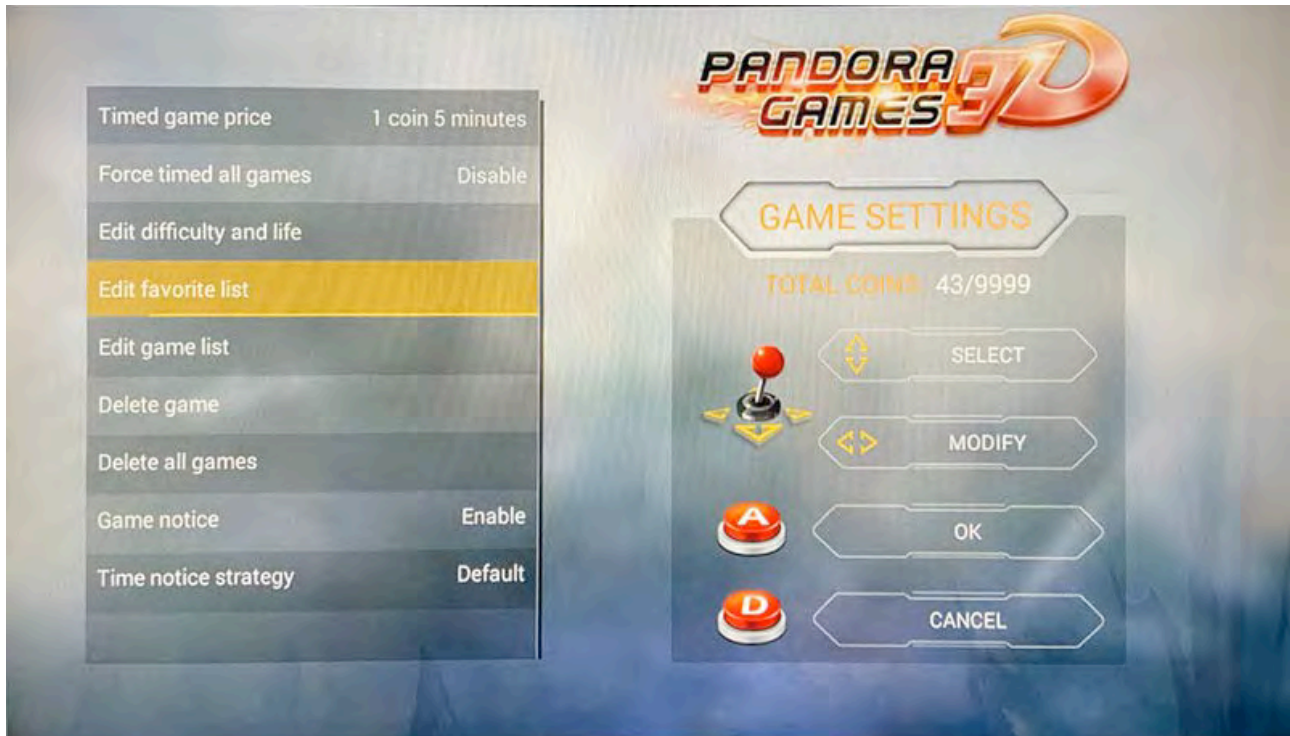 Timed game price 1 coin 5 minutes
Force timed all games Disable
Edit difficulty and life
Edit favorite list
Edit game list
Delete game
Delete all games
Game notice Enable
Time notice strategy Default
PANDORA
GAMES 3D
GAME SETTINGS
TOTAL COINS 43/9999
SELECT
MODIFY
A OK
D CANCEL